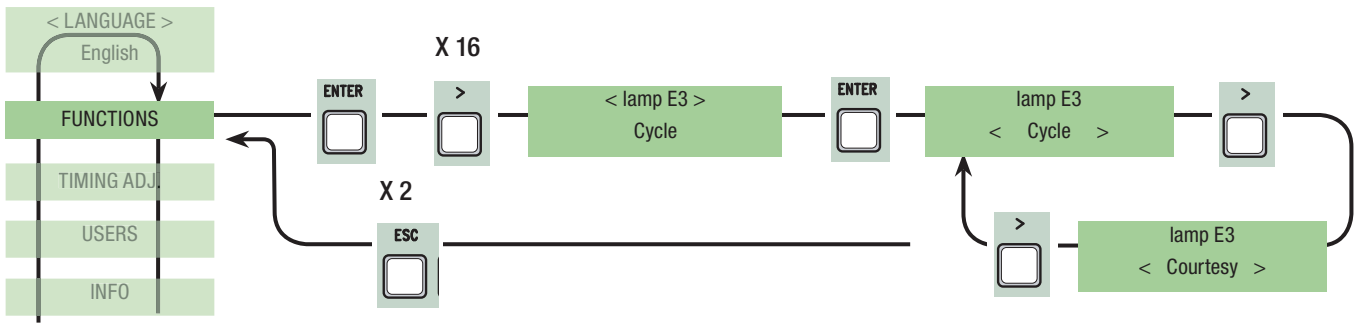 < LANGUAGE >
English
FUNCTIONS
TIMING ADJ.
USERS
INFO
ENTER
X 16
>
< lamp E3 >
Cycle
ENTER
lamp E3
< Cycle >
>
X 2
ESC
>
lamp E3
< Courtesy >